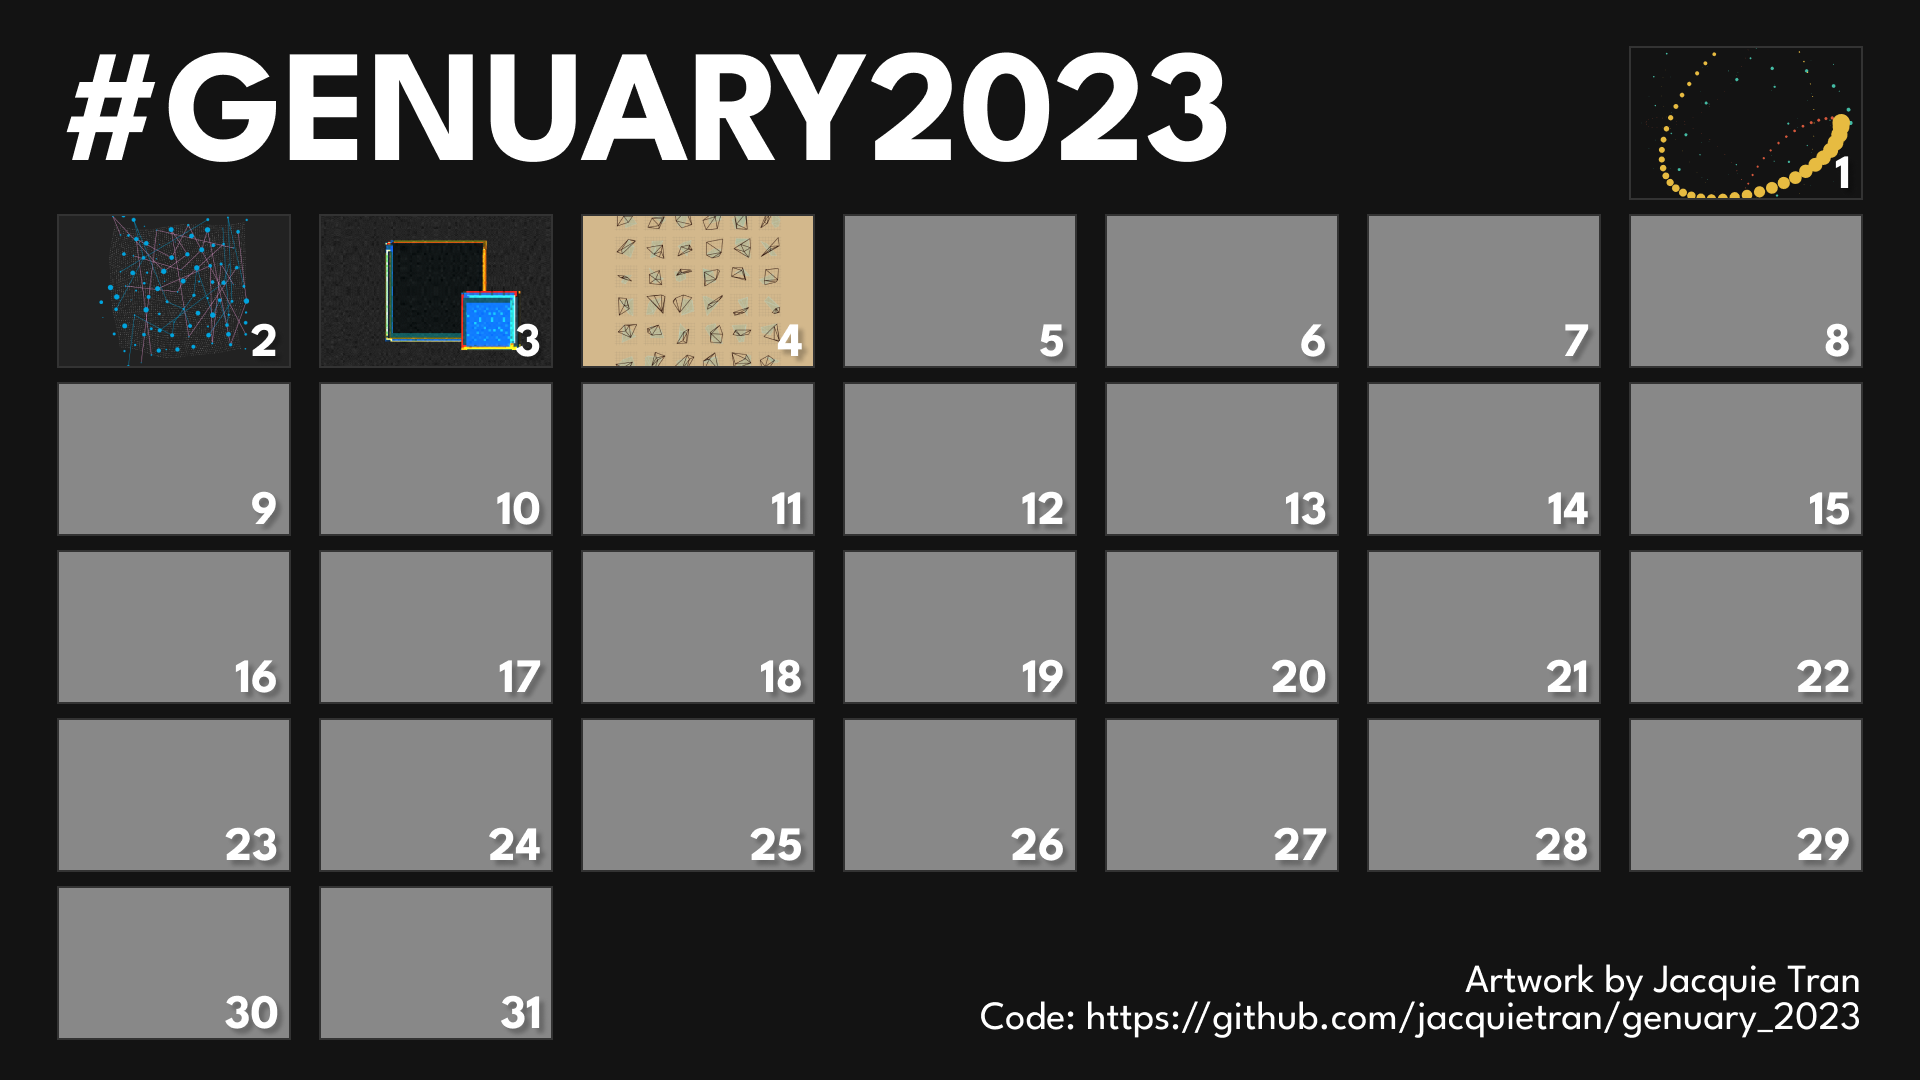 #GENUARY2023
1
2 3 4 5 6 7 8
9 10 11 12 13 14 15
16 17 18 19 20 21 22
23 24 25 26 27 28 29
30 31
Artwork by Jacquie Tran
Code: https://github.com/jacquietran/genuary_2023